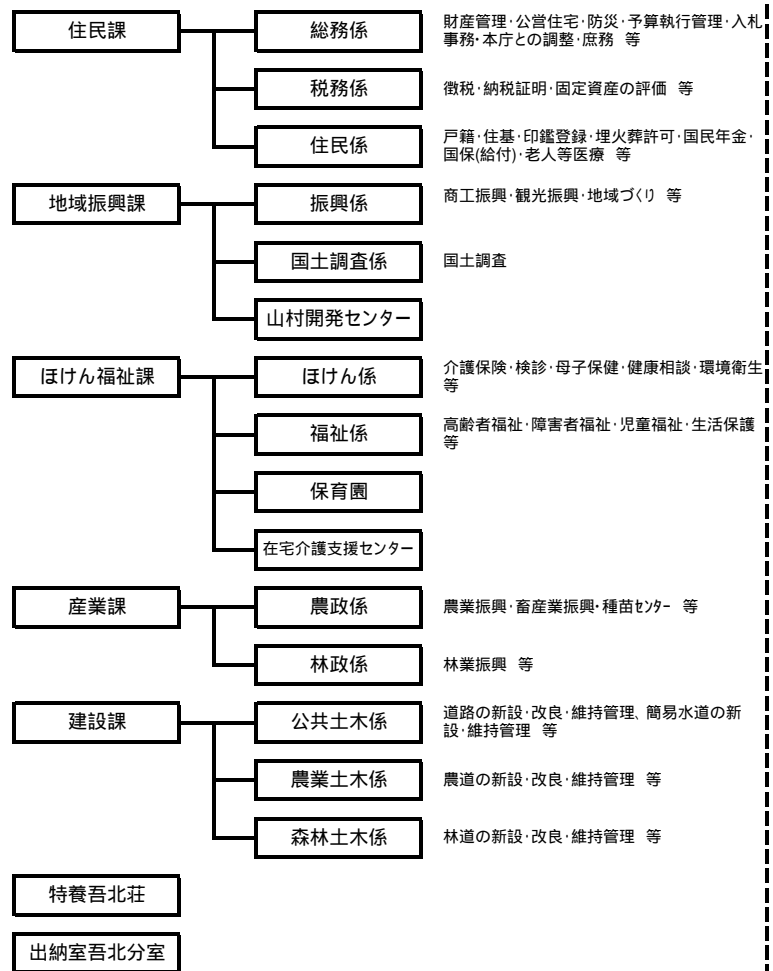 住民課
総務係
財産管理・公営住宅・防災・予算執行管理・入札
事務・本庁との調整・庶務 等
税務係
徴税・納税証明・固定資産の評価 等
住民係
戸籍・住基・印鑑登録・埋火葬許可・国民年金・
国保(給付)・老人等医療 等
地域振興課
振興係
商工振興・観光振興・地域づくり 等
国土調査係
国土調査
山村開発センター
ほけん福祉課
ほけん係
介護保険・検診・母子保健・健康相談・環境衛生
等
福祉係
高齢者福祉・障害者福祉・児童福祉・生活保護
等
保育園
在宅介護支援センター
産業課
農政係
農業振興・畜産業振興・種苗ｾﾝﾀｰ 等
林政係
林業振興 等
建設課
公共土木係
道路の新設・改良・維持管理、簡易水道の新
設・維持管理 等
農業土木係
農道の新設・改良・維持管理 等
森林土木係
林道の新設・改良・維持管理 等
特養吾北荘
出納室吾北分室